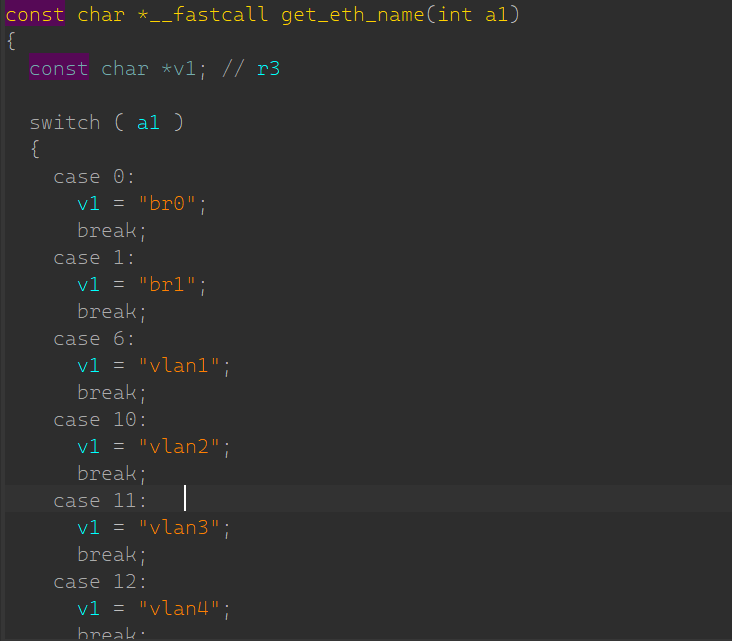 const char *__fastcall get_eth_name(int a1)
{
  const char *v1; // r3
  switch ( a1 )
  {
    case 0:
      v1 = "br0";
      break;
    case 1:
      v1 = "br1";
      break;
    case 6:
      v1 = "vlan1";
      break;
    case 10:
      v1 = "vlan2";
      break;
    case 11:
      v1 = "vlan3";
      break;
    case 12:
      v1 = "vlan4";
      break;